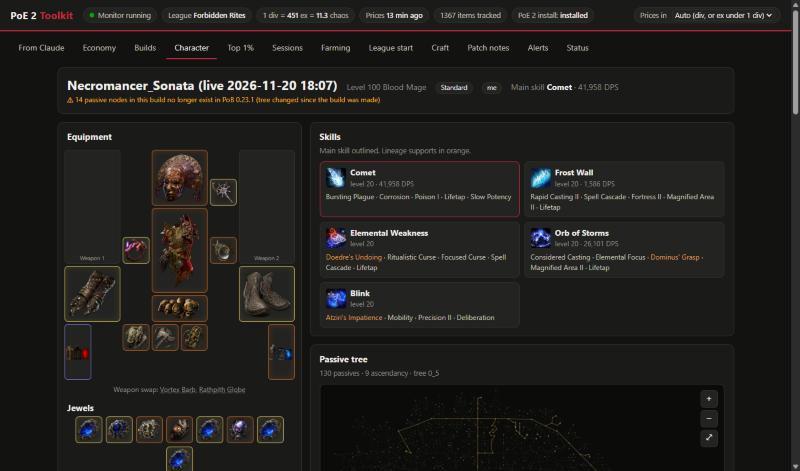 PoE 2 Toolkit
Monitor running
League Forbidden Rites
1 div = 451 ex = 11.3 chaos
Prices 13 min ago
1367 items tracked
PoE 2 install: installed
Prices in
Auto (div, or ex under 1 div)
From Claude
Economy
Builds
Character
Top 1%
Sessions
Farming
League start
Craft
Patch notes
Alerts
Status
Necromancer_Sonata (live 2026-11-20 18:07)
Level 100 Blood Mage
Standard
me
Main skill Comet · 41,958 DPS
⚠ 14 passive nodes in this build no longer exist in PoB 0.23.1 (tree changed since the build was made)
Equipment
Weapon 1
Weapon 2
Weapon swap: Vortex Barb, Rathpith Globe
Jewels
Skills
Main skill outlined. Lineage supports in orange.
Comet
level 20 · 41,958 DPS
Bursting Plague · Corrosion · Poison I · Lifetap · Slow Potency
Frost Wall
level 20 · 1,586 DPS
Rapid Casting II · Spell Cascade · Fortress II · Magnified Area
II · Lifetap
Elemental Weakness
level 20
Doedre's Undoing · Ritualistic Curse · Focused Curse · Spell
Cascade · Lifetap
Orb of Storms
level 20 · 26,101 DPS
Considered Casting · Elemental Focus · Dominus' Grasp ·
Magnified Area II · Lifetap
Blink
level 20
Atziri's Impatience · Mobility · Precision II · Deliberation
Passive tree
130 passives · 9 ascendancy · tree 0_5
+
−